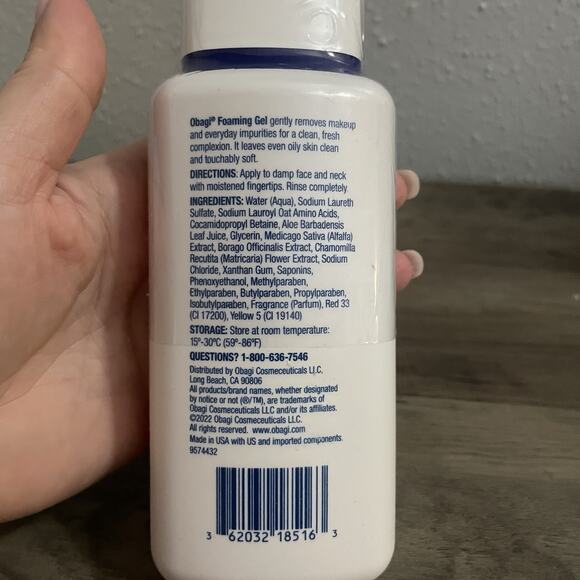 Obagi® Foaming Gel gently removes makeup
and everyday impurities for a clean, fresh
complexion. It leaves even oily skin clean
and touchably soft.
DIRECTIONS: Apply to damp face and neck
with moistened fingertips. Rinse completely.
INGREDIENTS: Water (Aqua), Sodium Laureth
Sulfate, Sodium Lauroyl Oat Amino Acids,
Cocamidopropyl Betaine, Aloe Barbadensis
Leaf Juice, Glycerin, Medicago Sativa (Alfalfa)
Extract, Borago Officinalis Extract, Chamomilla
Recutita (Matricaria) Flower Extract, Sodium
Chloride, Xanthan Gum, Saponins,
Phenoxyethanol, Methylparaben,
Ethylparaben, Butylparaben, Propylparaben,
Isobutylparaben, Fragrance (Parfum), Red 33
(CI 17200), Yellow 5 (CI 19140)
STORAGE: Store at room temperature:
15º-30ºC (59º-86ºF)
QUESTIONS? 1-800-636-7546
Distributed by Obagi Cosmeceuticals LLC.
Long Beach, CA 90806
All products/brand names, whether designated
by notice or not (®/TM), are trademarks of
Obagi Cosmeceuticals LLC and/or its affiliates.
©2022 Obagi Cosmeceuticals LLC.
All rights reserved. www.obagi.com
Made in USA with US and imported components.
9574432
3 62032 18516 3